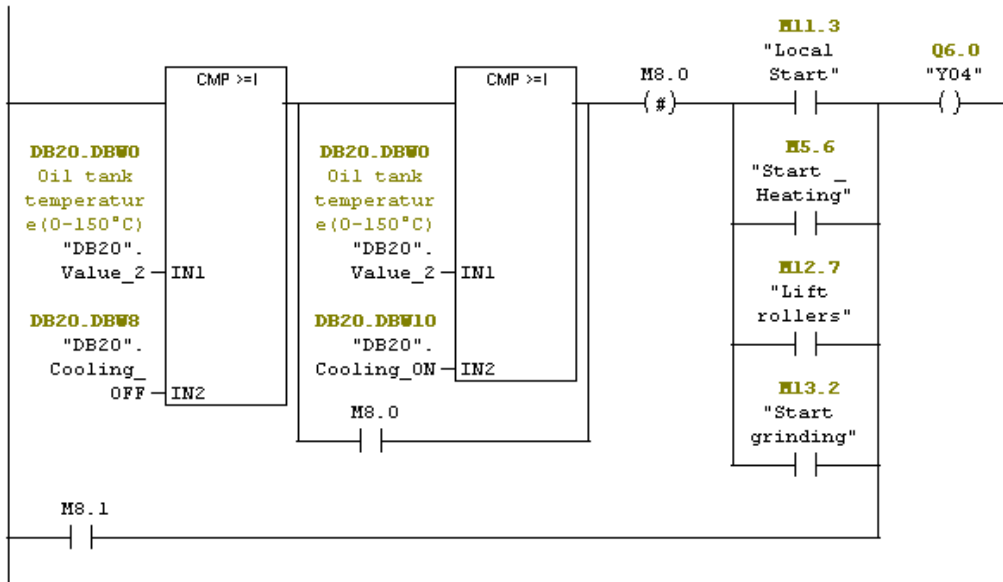 M11.3
"Local
Start"
Q6.0
"Y04"
CMP >=I
CMP >=I
M8.0
(#)
( )
DB20.DBW0
Oil tank
temperatur
e(0-150°C)
"DB20".
Value_2
IN1
DB20.DBW8
"DB20".
Cooling_
OFF
IN2
DB20.DBW0
Oil tank
temperatur
e(0-150°C)
"DB20".
Value_2
IN1
DB20.DBW10
"DB20".
Cooling_ON
IN2
M8.0
M5.6
"Start _
Heating"
M12.7
"Lift
rollers"
M13.2
"Start
grinding"
M8.1